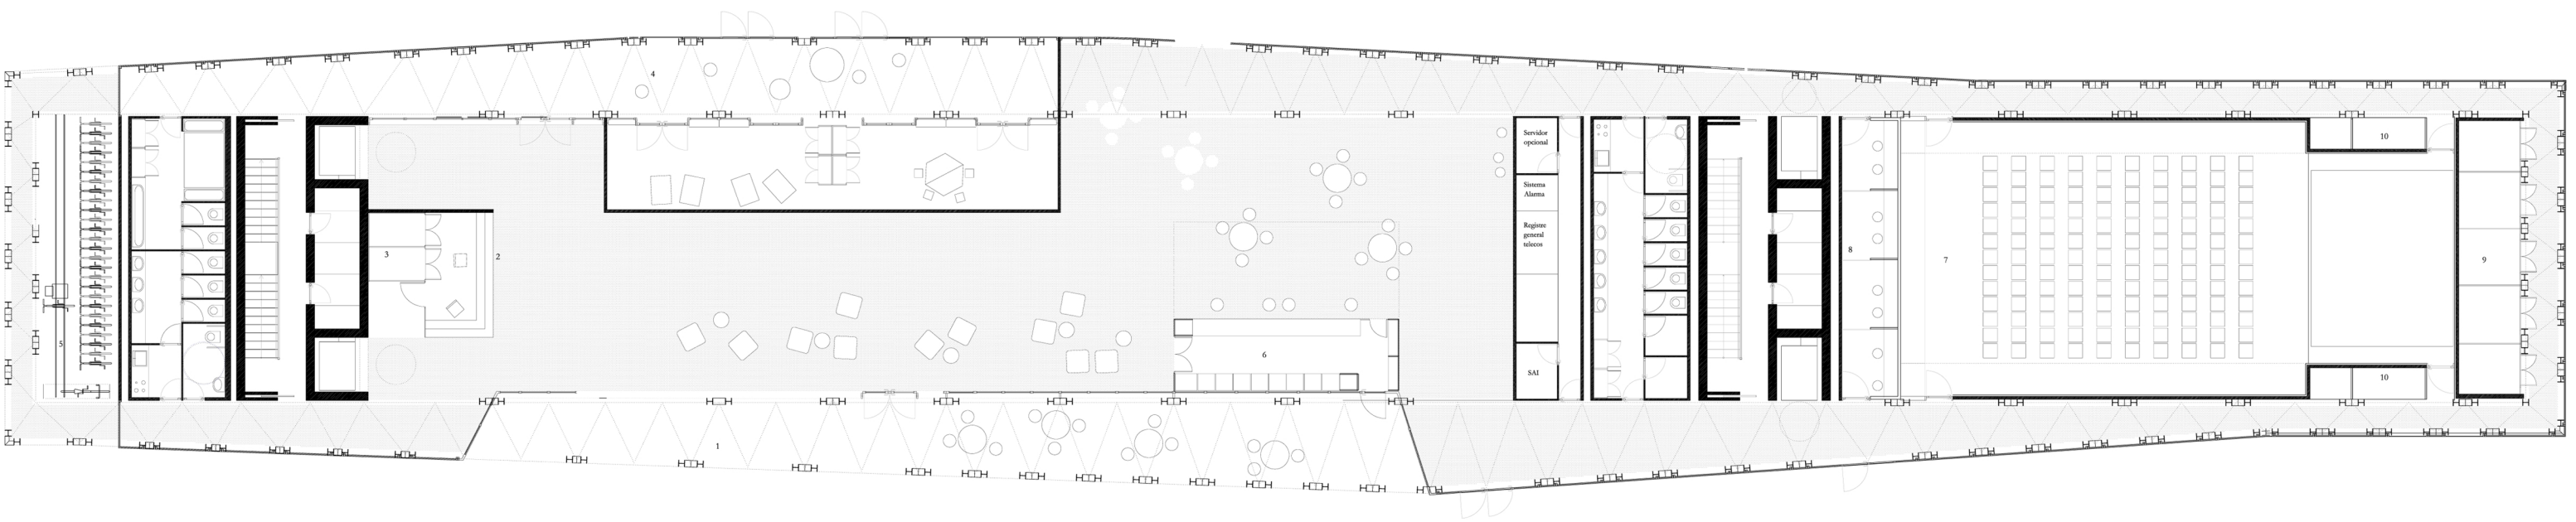 4
Servidor
opcional
10
Sistema
Alarma
Registre
general
telecos
3
2
8
7
9
5
6
SAI
10
1